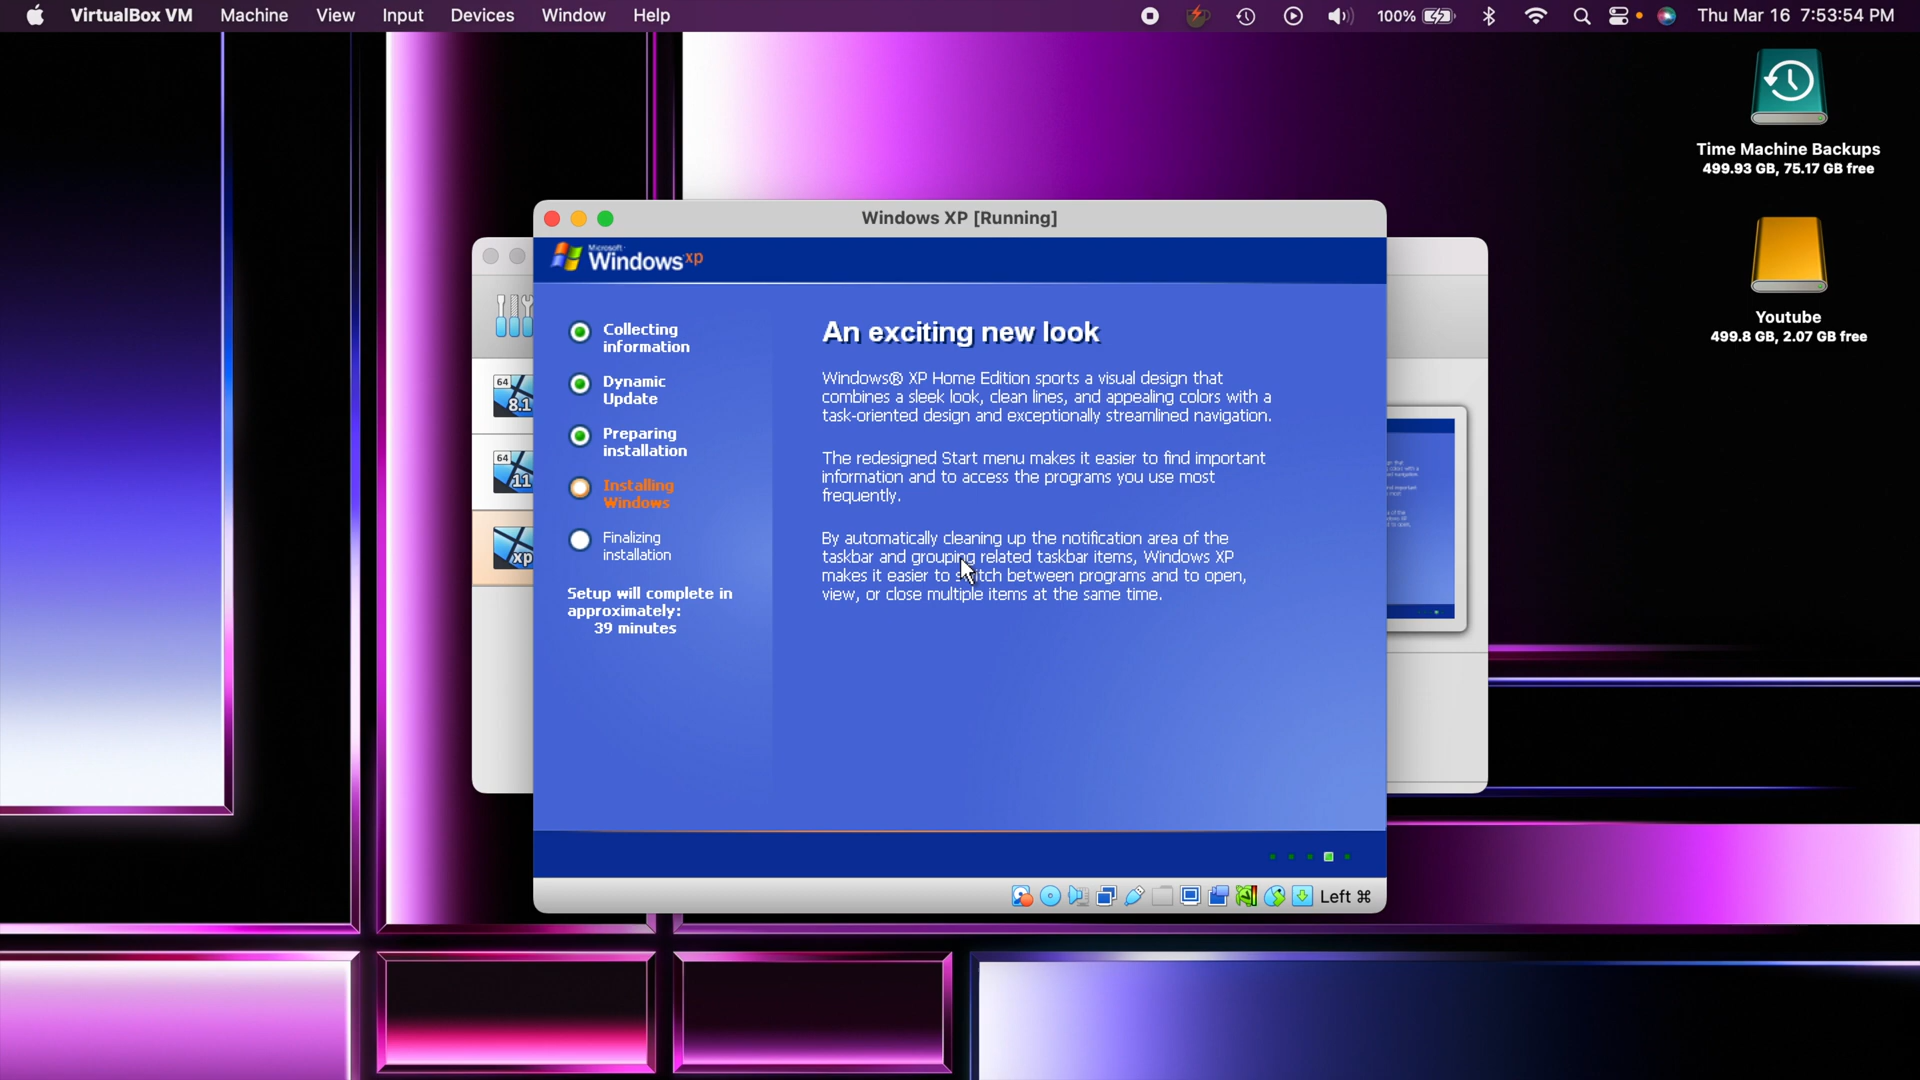 VirtualBox VM Machine View Input Devices Window Help 100% Thu Mar 16 7:53:54 PM
Time Machine Backups
499.93 GB, 75.17 GB free
Youtube
499.8 GB, 2.07 GB free
Windows XP [Running]
Microsoft
Windows xp
Collecting
information
Dynamic
Update
Preparing
installation
Installing
Windows
Finalizing
installation
Setup will complete in
approximately:
39 minutes
An exciting new look
Windows® XP Home Edition sports a visual design that
combines a sleek look, clean lines, and appealing colors with a
task-oriented design and exceptionally streamlined navigation.
The redesigned Start menu makes it easier to find important
information and to access the programs you use most
frequently.
By automatically cleaning up the notification area of the
taskbar and grouping related taskbar items, Windows XP
makes it easier to switch between programs and to open,
view, or close multiple items at the same time.
64
8.1
64
11
xp
Left ⌘